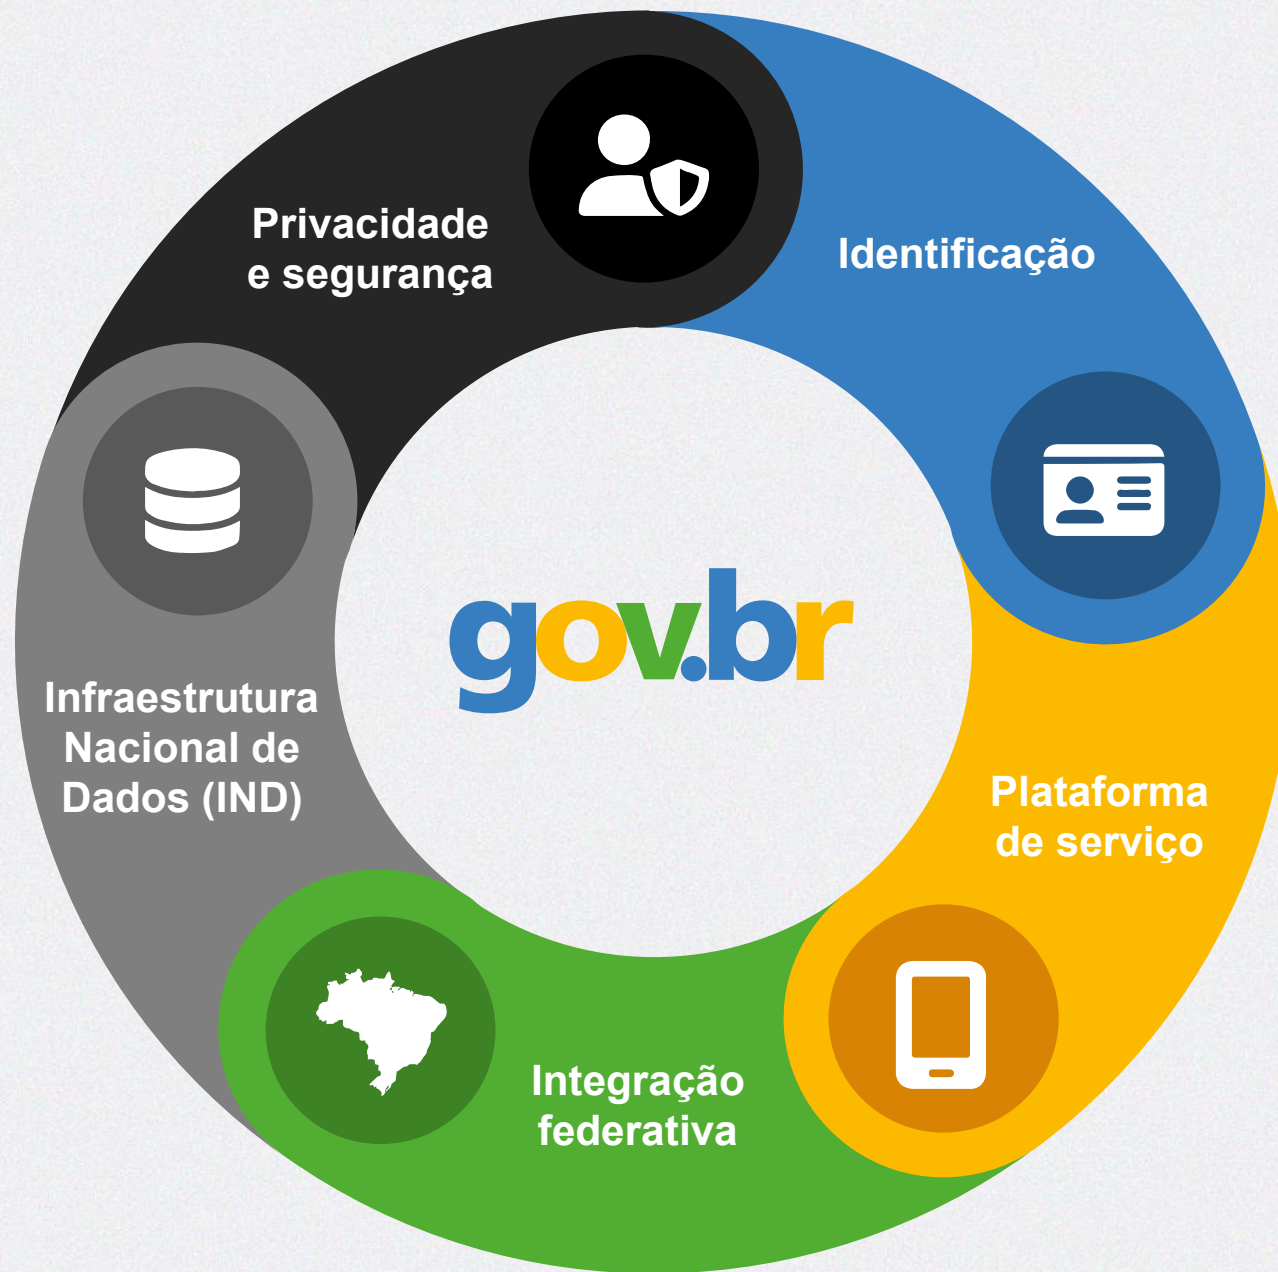 Privacidade
e segurança
Identificação
gov.br
Infraestrutura
Nacional de
Dados (IND)
Plataforma
de serviço
Integração
federativa